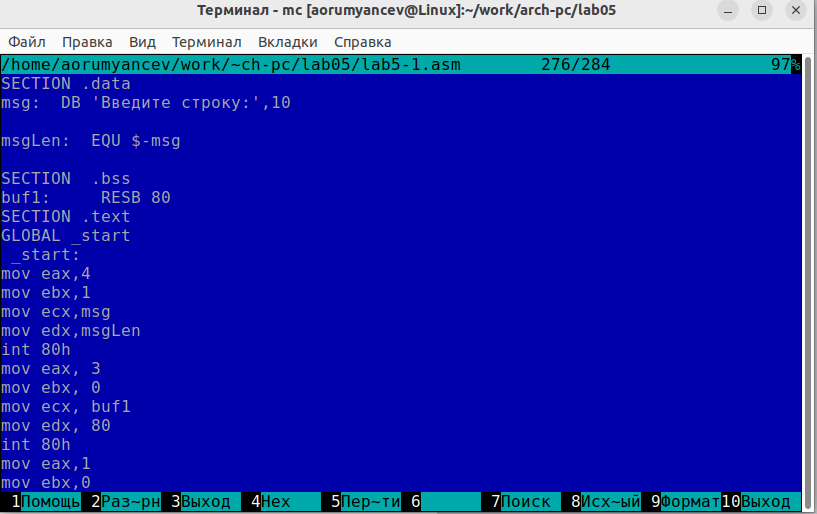 Терминал - mc [aorumyancev@Linux]:~/work/arch-pc/lab05
Файл Правка Вид Терминал Вкладки Справка
/home/aorumyancev/work/~ch-pc/lab05/lab5-1.asm 276/284 97%
SECTION .data
msg: DB 'Введите строку:',10
msgLen: EQU $-msg
SECTION .bss
buf1: RESB 80
SECTION .text
GLOBAL _start
_start:
mov eax,4
mov ebx,1
mov ecx,msg
mov edx,msgLen
int 80h
mov eax, 3
mov ebx, 0
mov ecx, buf1
mov edx, 80
int 80h
mov eax,1
mov ebx,0
1Помощь 2Раз~рн 3Выход 4Hex 5Пер~ти 6 7Поиск 8Исх~ый 9Формат 10Выход